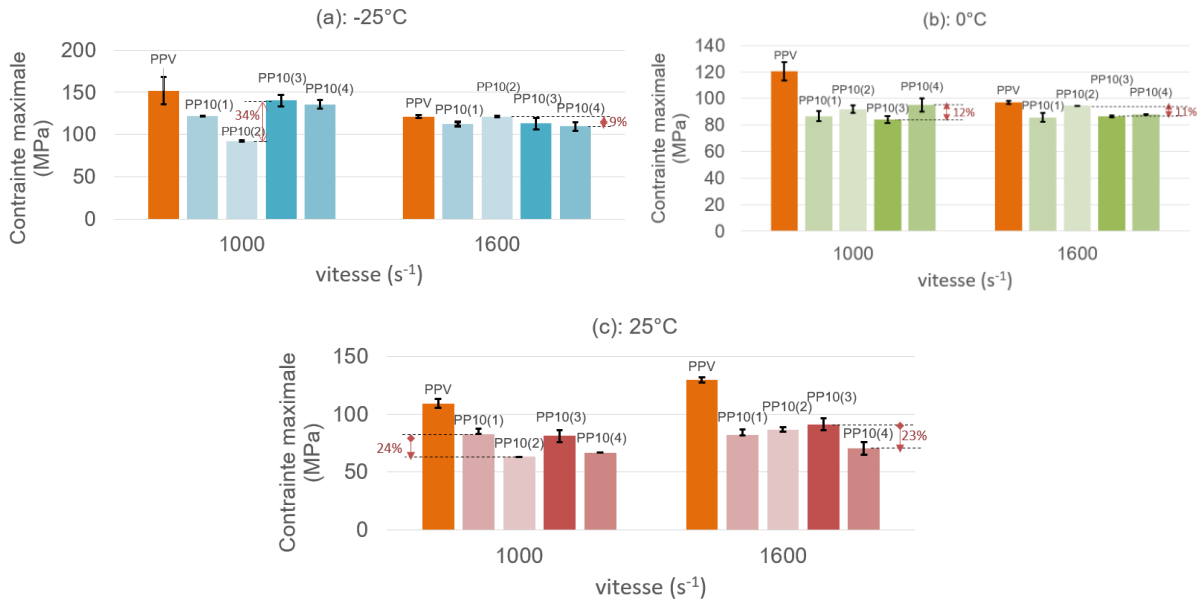 (a): -25°C
Contrainte maximale
(MPa)
200
150
100
50
0
PPV
PP10(1)
PP10(2)
PP10(3)
PP10(4)
34%
PPV
PP10(1)
PP10(2)
PP10(3)
PP10(4)
9%
1000
1600
vitesse (s⁻¹)
(b): 0°C
Contrainte maximale
(MPa)
140
120
100
80
60
40
20
0
PPV
PP10(1)
PP10(2)
PP10(3)
PP10(4)
12%
PPV
PP10(1)
PP10(2)
PP10(3)
PP10(4)
11%
1000
1600
vitesse (s⁻¹)
(c): 25°C
Contrainte maximale
(MPa)
150
100
50
0
24%
PPV
PP10(1)
PP10(2)
PP10(3)
PP10(4)
PPV
PP10(1)
PP10(2)
PP10(3)
PP10(4)
23%
1000
1600
vitesse (s⁻¹)